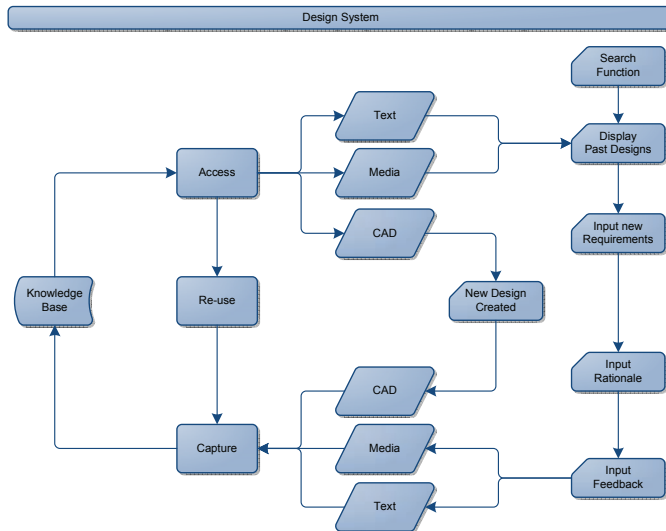 Design System
Search
Function
Text
Display
Past Designs
Access
Media
CAD
Input new
Requirements
Knowledge
Base
Re-use
New Design
Created
Input
Rationale
CAD
Capture
Media
Input
Feedback
Text